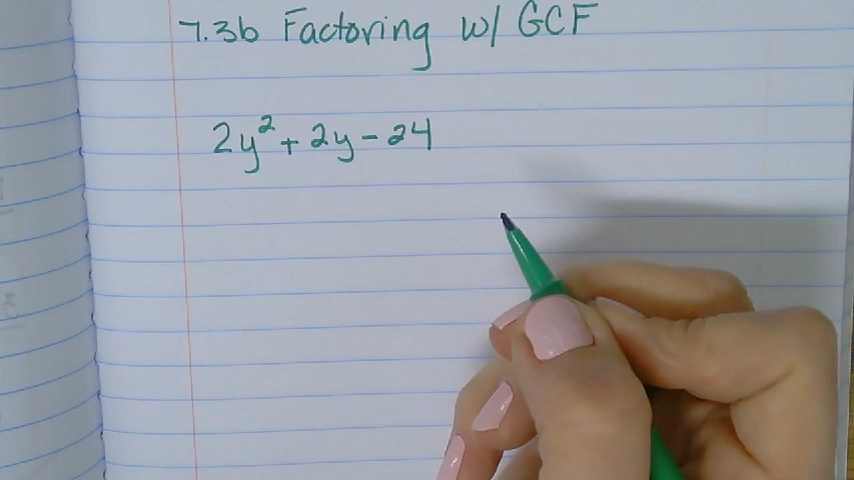 7.3b Factoring w/ GCF
2y² + 2y - 24